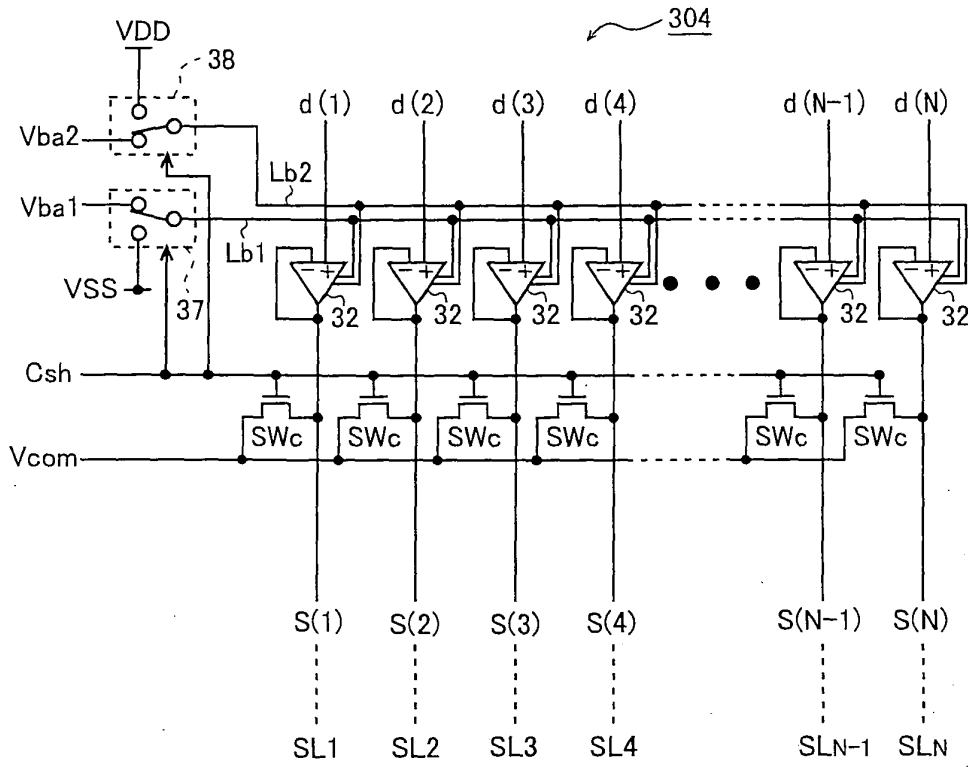 304
VDD
38
d(1) d(2) d(3) d(4) d(N-1) d(N)
Vba2
Lb2
Vba1
Lb1
− + − + − + − + − + − +
VSS
37
32 32 32 32 32 32
Csh
SWc SWc SWc SWc SWc SWc
Vcom
S(1) S(2) S(3) S(4) S(N-1) S(N)
SL1 SL2 SL3 SL4 SLN-1 SLN